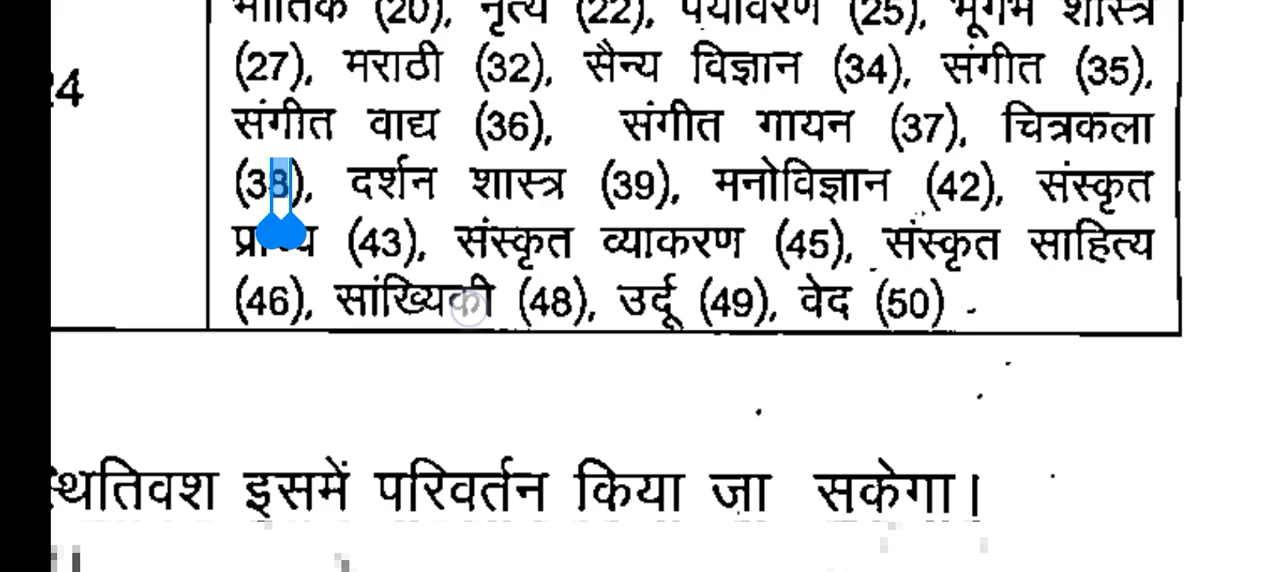 भौतिक (20), नृत्य (22), पर्यावरण (25), भूगर्भ शास्त्र
(27), मराठी (32), सैन्य विज्ञान (34), संगीत (35),
24
संगीत वाद्य (36), संगीत गायन (37), चित्रकला
(38), दर्शन शास्त्र (39), मनोविज्ञान (42), संस्कृत
(43), संस्कृत व्याकरण (45), संस्कृत साहित्य
(46), सांख्यिकी (48), उर्दू (49), वेद (50)
इसमें परिवर्तन किया जा सकेगा।